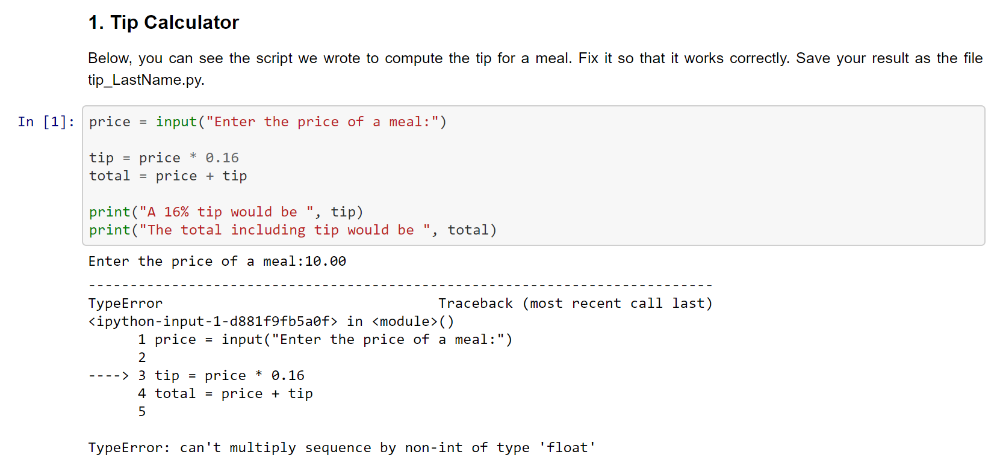 1. Tip Calculator
Below, you can see the script we wrote to compute the tip for a meal. Fix it so that it works correctly. Save your result as the file
tip_LastName.py.
In [1]: price = input("Enter the price of a meal:")
tip = price * 0.16
total = price + tip
print("A 16% tip would be ", tip)
print("The total including tip would be ", total)
Enter the price of a meal:10.00
---------------------------------------------------------------------------
TypeError                                 Traceback (most recent call last)
<ipython-input-1-d881f9fb5a0f> in <module>()
      1 price = input("Enter the price of a meal:")
      2
----> 3 tip = price * 0.16
      4 total = price + tip
      5
TypeError: can't multiply sequence by non-int of type 'float'